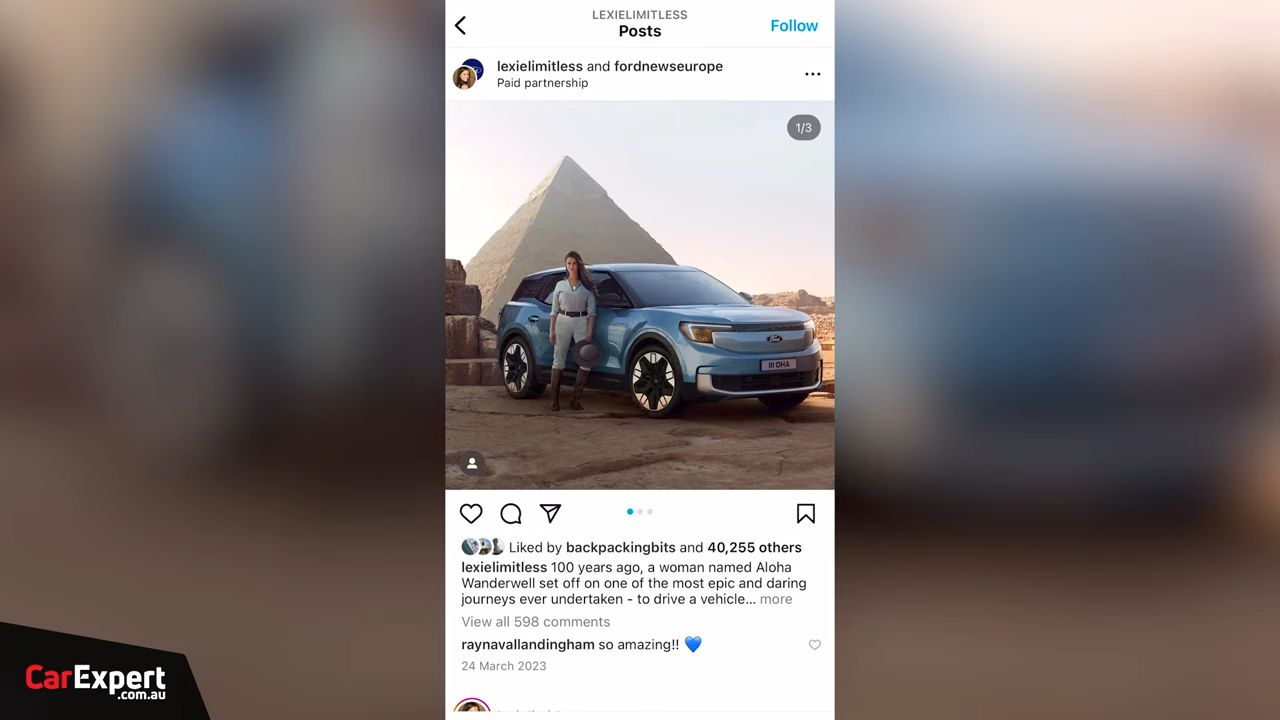 LEXIELIMITLESS
Posts
Follow
lexielimitless and fordnewseurope
Paid partnership
1/3
Ford
III OHA
Liked by backpackingbits and 40,255 others
lexielimitless 100 years ago, a woman named Aloha
Wanderwell set off on one of the most epic and daring
journeys ever undertaken - to drive a vehicle... more
View all 598 comments
raynavallandingham so amazing!! 💙
24 March 2023
CarExpert
.com.au